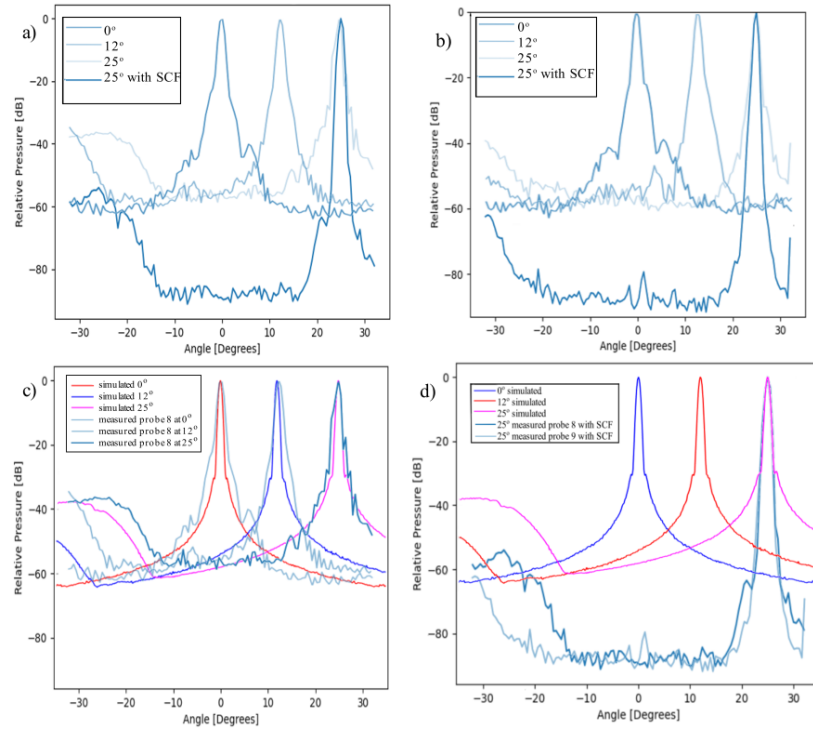 a)
0°
12°
25°
25° with SCF
Relative Pressure [dB]
0
−20
−40
−60
−80
−30
−20
−10
0
10
20
30
Angle [Degrees]
b)
0°
12°
25°
25° with SCF
Relative Pressure [dB]
0
−20
−40
−60
−80
−30
−20
−10
0
10
20
30
Angle [Degrees]
c)
simulated 0°
simulated 12°
simulated 25°
measured probe 8 at 0°
measured probe 8 at 12°
measured probe 8 at 25°
Relative Pressure [dB]
0
−20
−40
−60
−80
−30
−20
−10
0
10
20
30
Angle [Degrees]
d)
0° simulated
12° simulated
25° simulated
25° measured probe 8 with SCF
25° measured probe 9 with SCF
Relative Pressure [dB]
0
−20
−40
−60
−80
−30
−20
−10
0
10
20
30
Angle [Degrees]